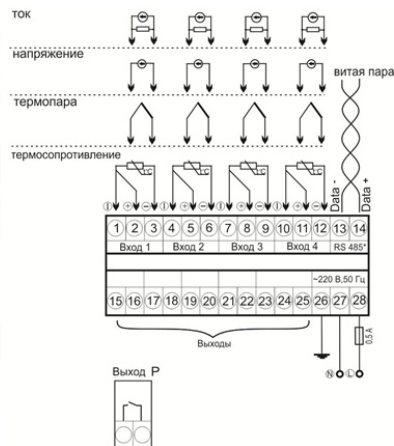 ток
напряжение
термопара
термосопротивление
витая пара
t°C t°C t°C t°C
Data - Data +
I + − I + − I + − I + −
1 2 3 4 5 6 7 8 9 10 11 12 13 14
Вход 1 Вход 2 Вход 3 Вход 4 RS 485*
~220 В,50 Гц
15 16 17 18 19 20 21 22 23 24 25 26 27 28
Выходы
0,5 А
N L
Выход Р